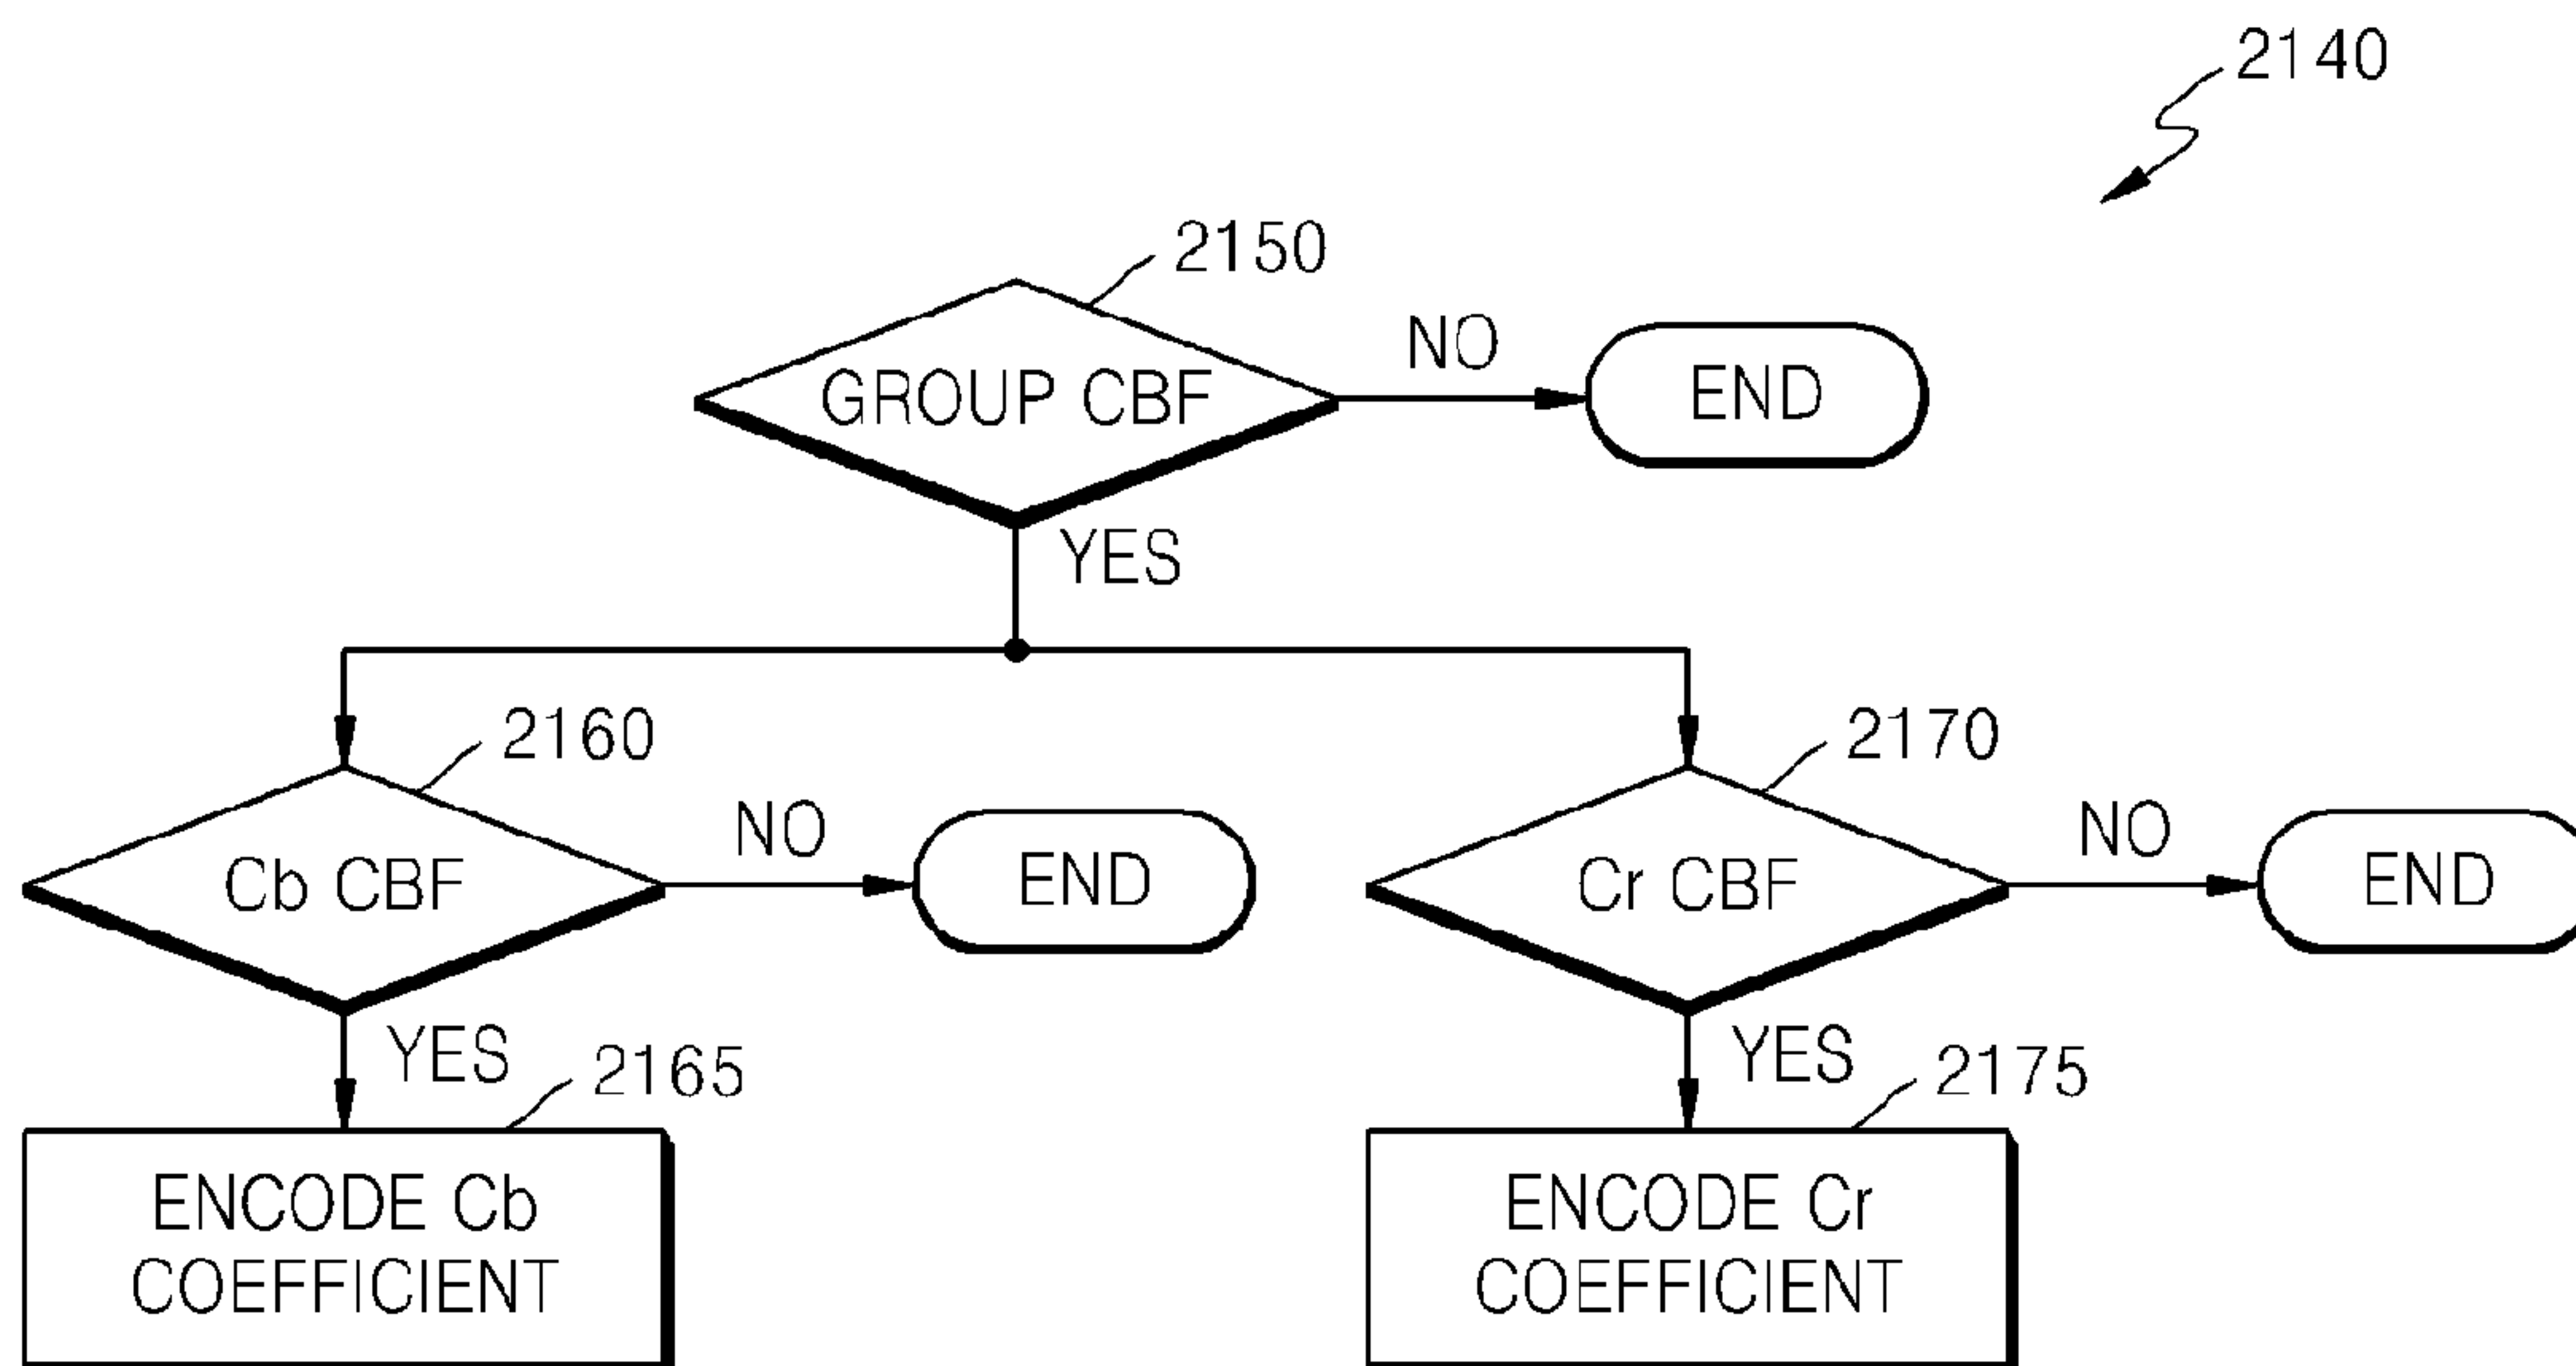 2140
2150
GROUP CBF
NO
END
YES
2160
Cb CBF
NO
END
YES
2165
ENCODE Cb
COEFFICIENT
2170
Cr CBF
NO
END
YES
2175
ENCODE Cr
COEFFICIENT